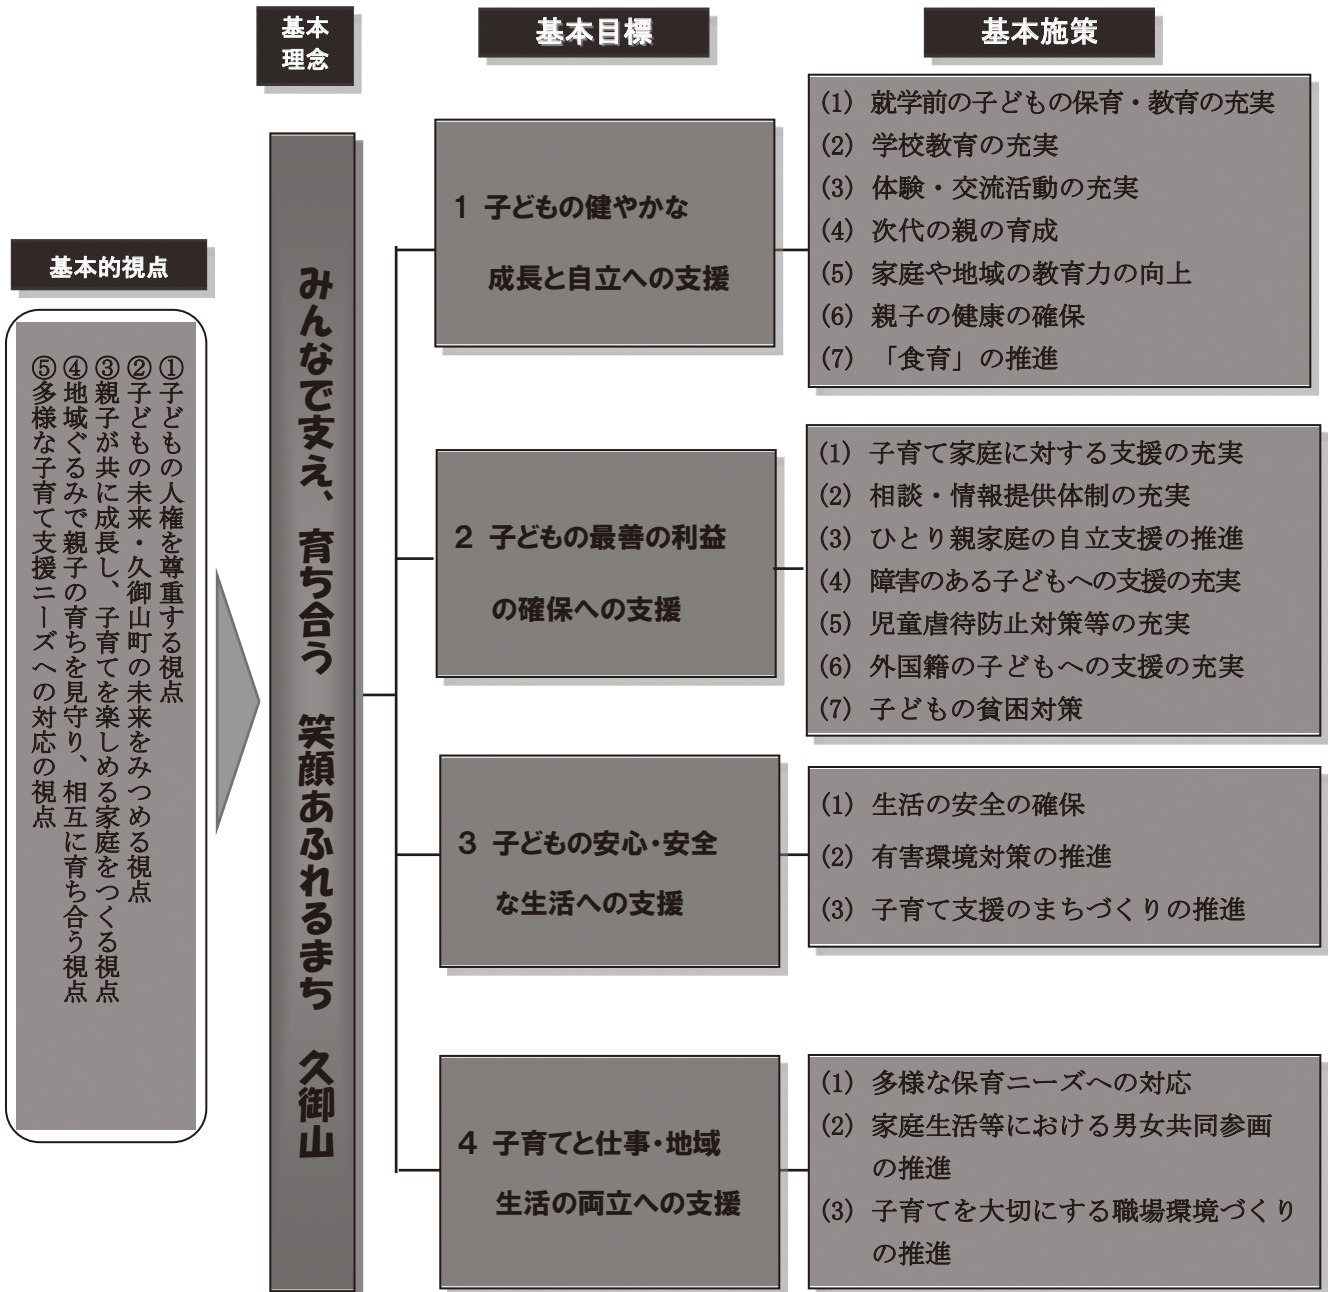 基本的視点
①子どもの人権を尊重する視点
②子どもの未来・久御山町の未来をみつめる視点
③親子が共に成長し、子育てを楽しめる家庭をつくる視点
④地域ぐるみで親子の育ちを見守り、相互に育ち合う視点
⑤多様な子育て支援ニーズへの対応の視点
基本
理念
みんなで支え、育ち合う　笑顔あふれるまち　久御山
基本目標
基本施策
1 子どもの健やかな
成長と自立への支援
(1) 就学前の子どもの保育・教育の充実
(2) 学校教育の充実
(3) 体験・交流活動の充実
(4) 次代の親の育成
(5) 家庭や地域の教育力の向上
(6) 親子の健康の確保
(7) 「食育」の推進
2 子どもの最善の利益
の確保への支援
(1) 子育て家庭に対する支援の充実
(2) 相談・情報提供体制の充実
(3) ひとり親家庭の自立支援の推進
(4) 障害のある子どもへの支援の充実
(5) 児童虐待防止対策等の充実
(6) 外国籍の子どもへの支援の充実
(7) 子どもの貧困対策
3 子どもの安心・安全
な生活への支援
(1) 生活の安全の確保
(2) 有害環境対策の推進
(3) 子育て支援のまちづくりの推進
4 子育てと仕事・地域
生活の両立への支援
(1) 多様な保育ニーズへの対応
(2) 家庭生活等における男女共同参画
の推進
(3) 子育てを大切にする職場環境づくり
の推進